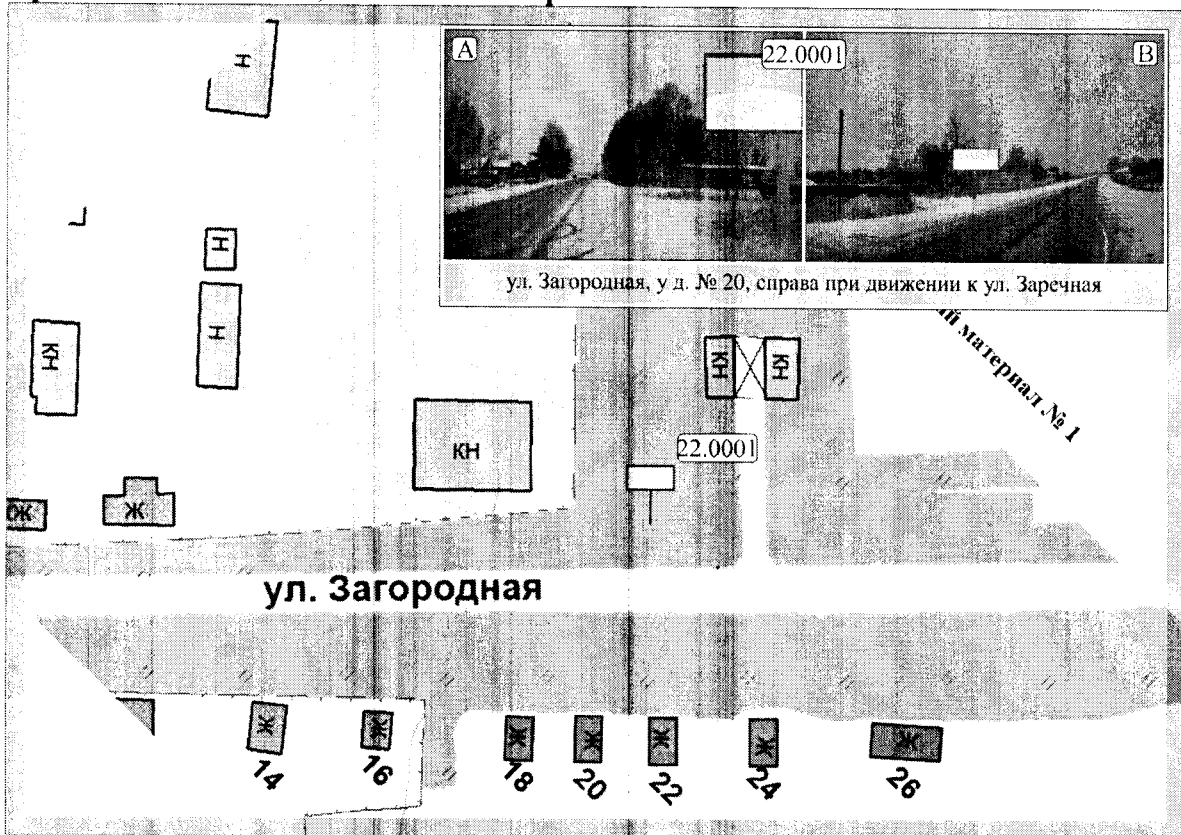 А
22.0001
В
ул. Загородная, у д. № 20, справа при движении к ул. Заречная
материал № 1
Н
Н
Н
КН
КН
КН
КН
22.0001
Ж
Ж
ул. Загородная
Ж
Ж
Ж
Ж
Ж
Ж
Ж
14
16
18
20
22
24
26